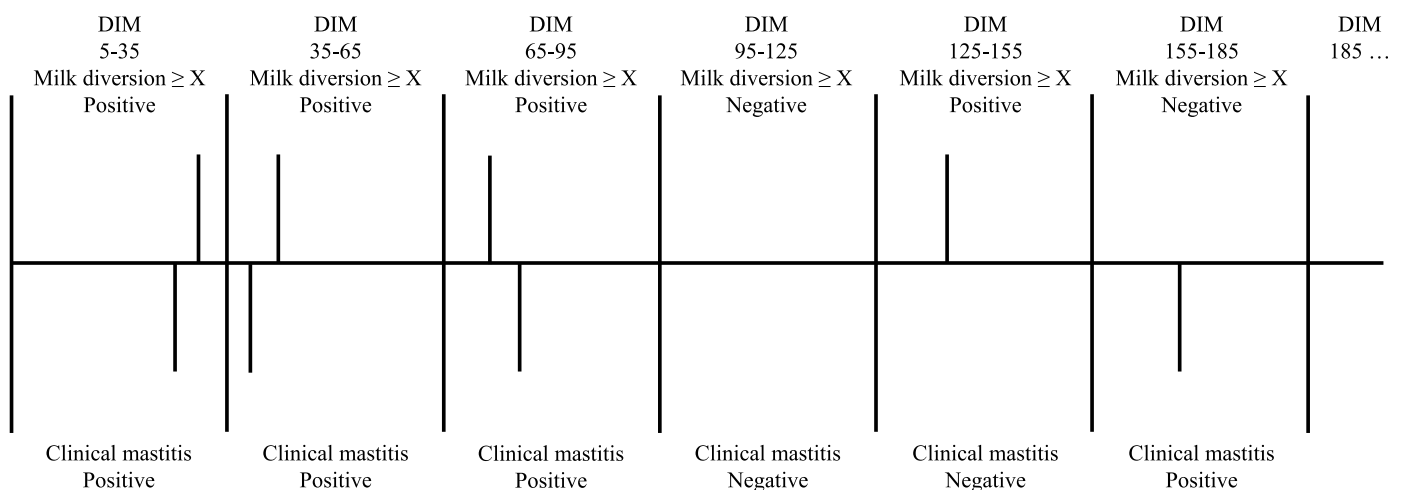 DIM
5-35
Milk diversion ≥ X
Positive
DIM
35-65
Milk diversion ≥ X
Positive
DIM
65-95
Milk diversion ≥ X
Positive
DIM
95-125
Milk diversion ≥ X
Negative
DIM
125-155
Milk diversion ≥ X
Positive
DIM
155-185
Milk diversion ≥ X
Negative
DIM
185 ...
Clinical mastitis
Positive
Clinical mastitis
Positive
Clinical mastitis
Positive
Clinical mastitis
Negative
Clinical mastitis
Negative
Clinical mastitis
Positive